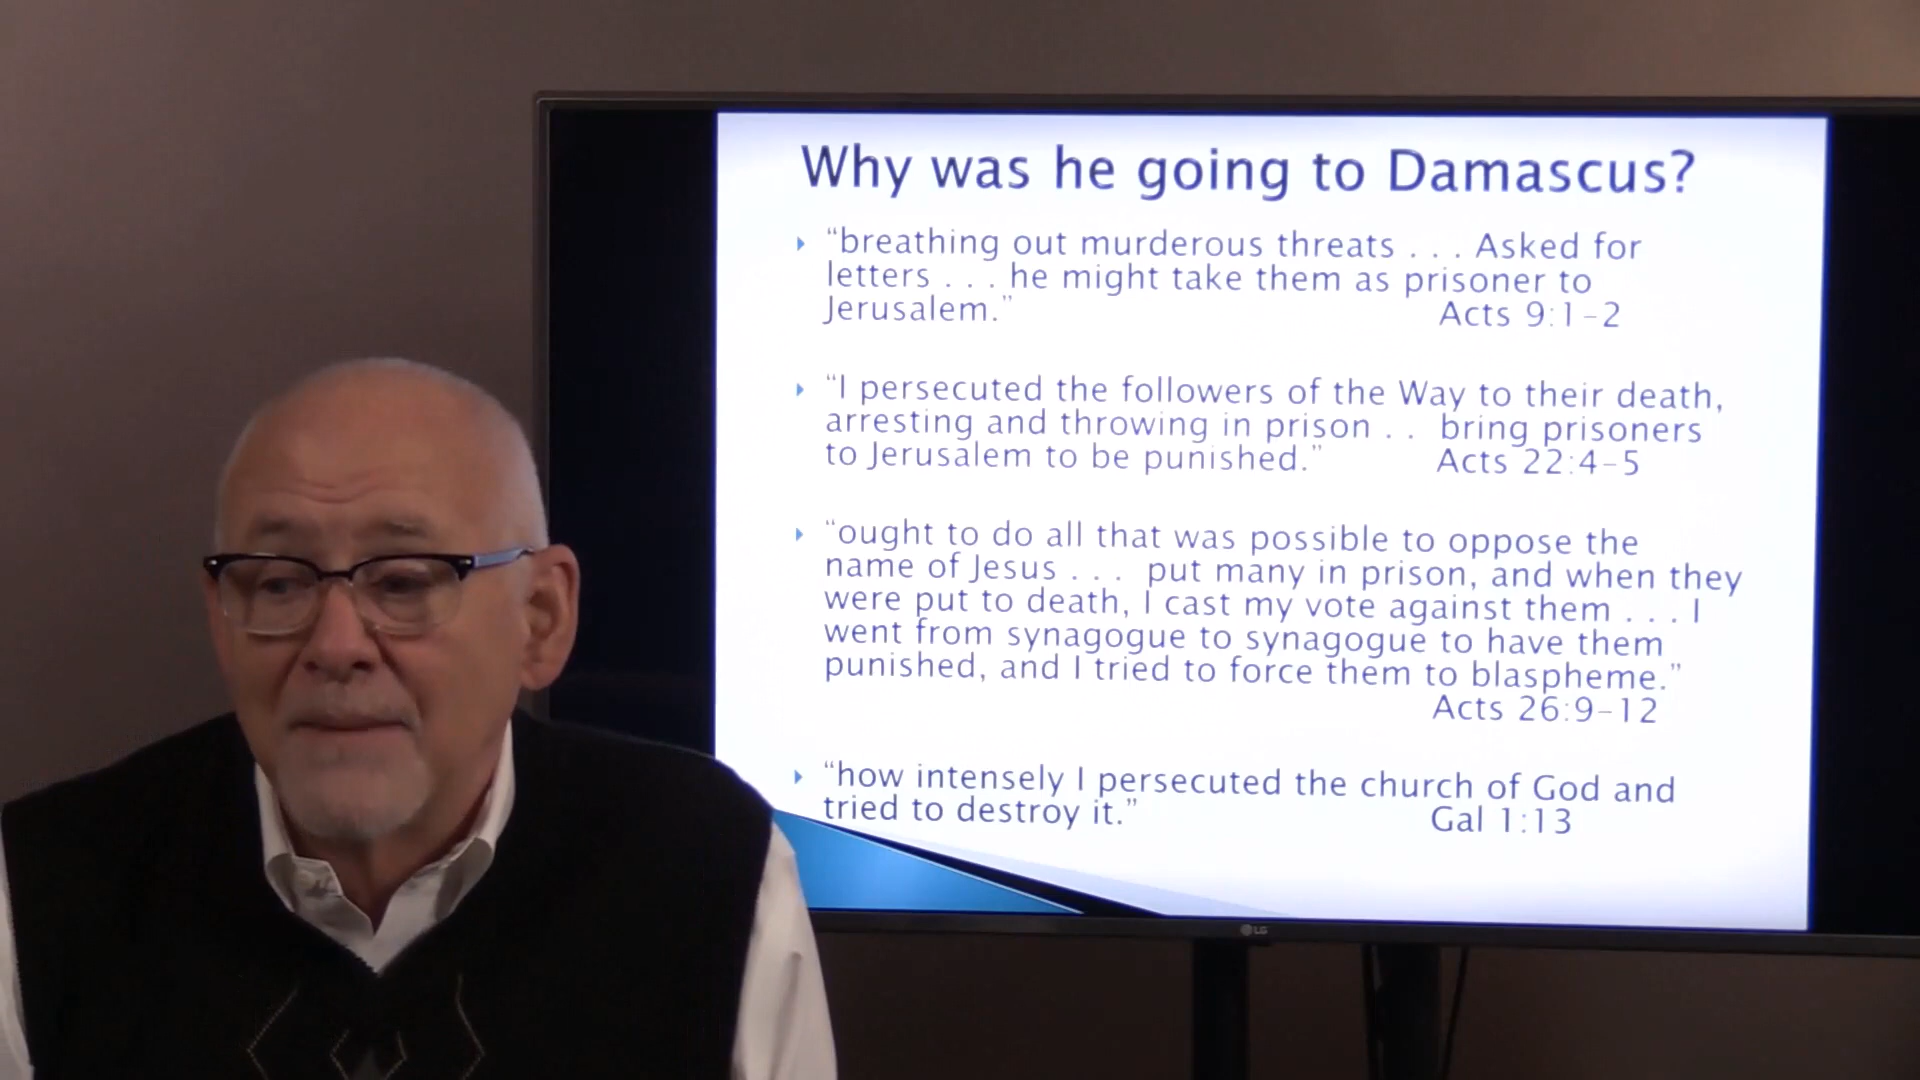 Why was he going to Damascus?
“breathing out murderous threats . . . Asked for
letters . . . he might take them as prisoner to
Jerusalem.” Acts 9:1-2
“I persecuted the followers of the Way to their death,
arresting and throwing in prison . . bring prisoners
to Jerusalem to be punished.” Acts 22:4-5
“ought to do all that was possible to oppose the
name of Jesus . . . put many in prison, and when they
were put to death, I cast my vote against them . . . I
went from synagogue to synagogue to have them
punished, and I tried to force them to blaspheme.”
Acts 26:9-12
“how intensely I persecuted the church of God and
tried to destroy it.” Gal 1:13
LG